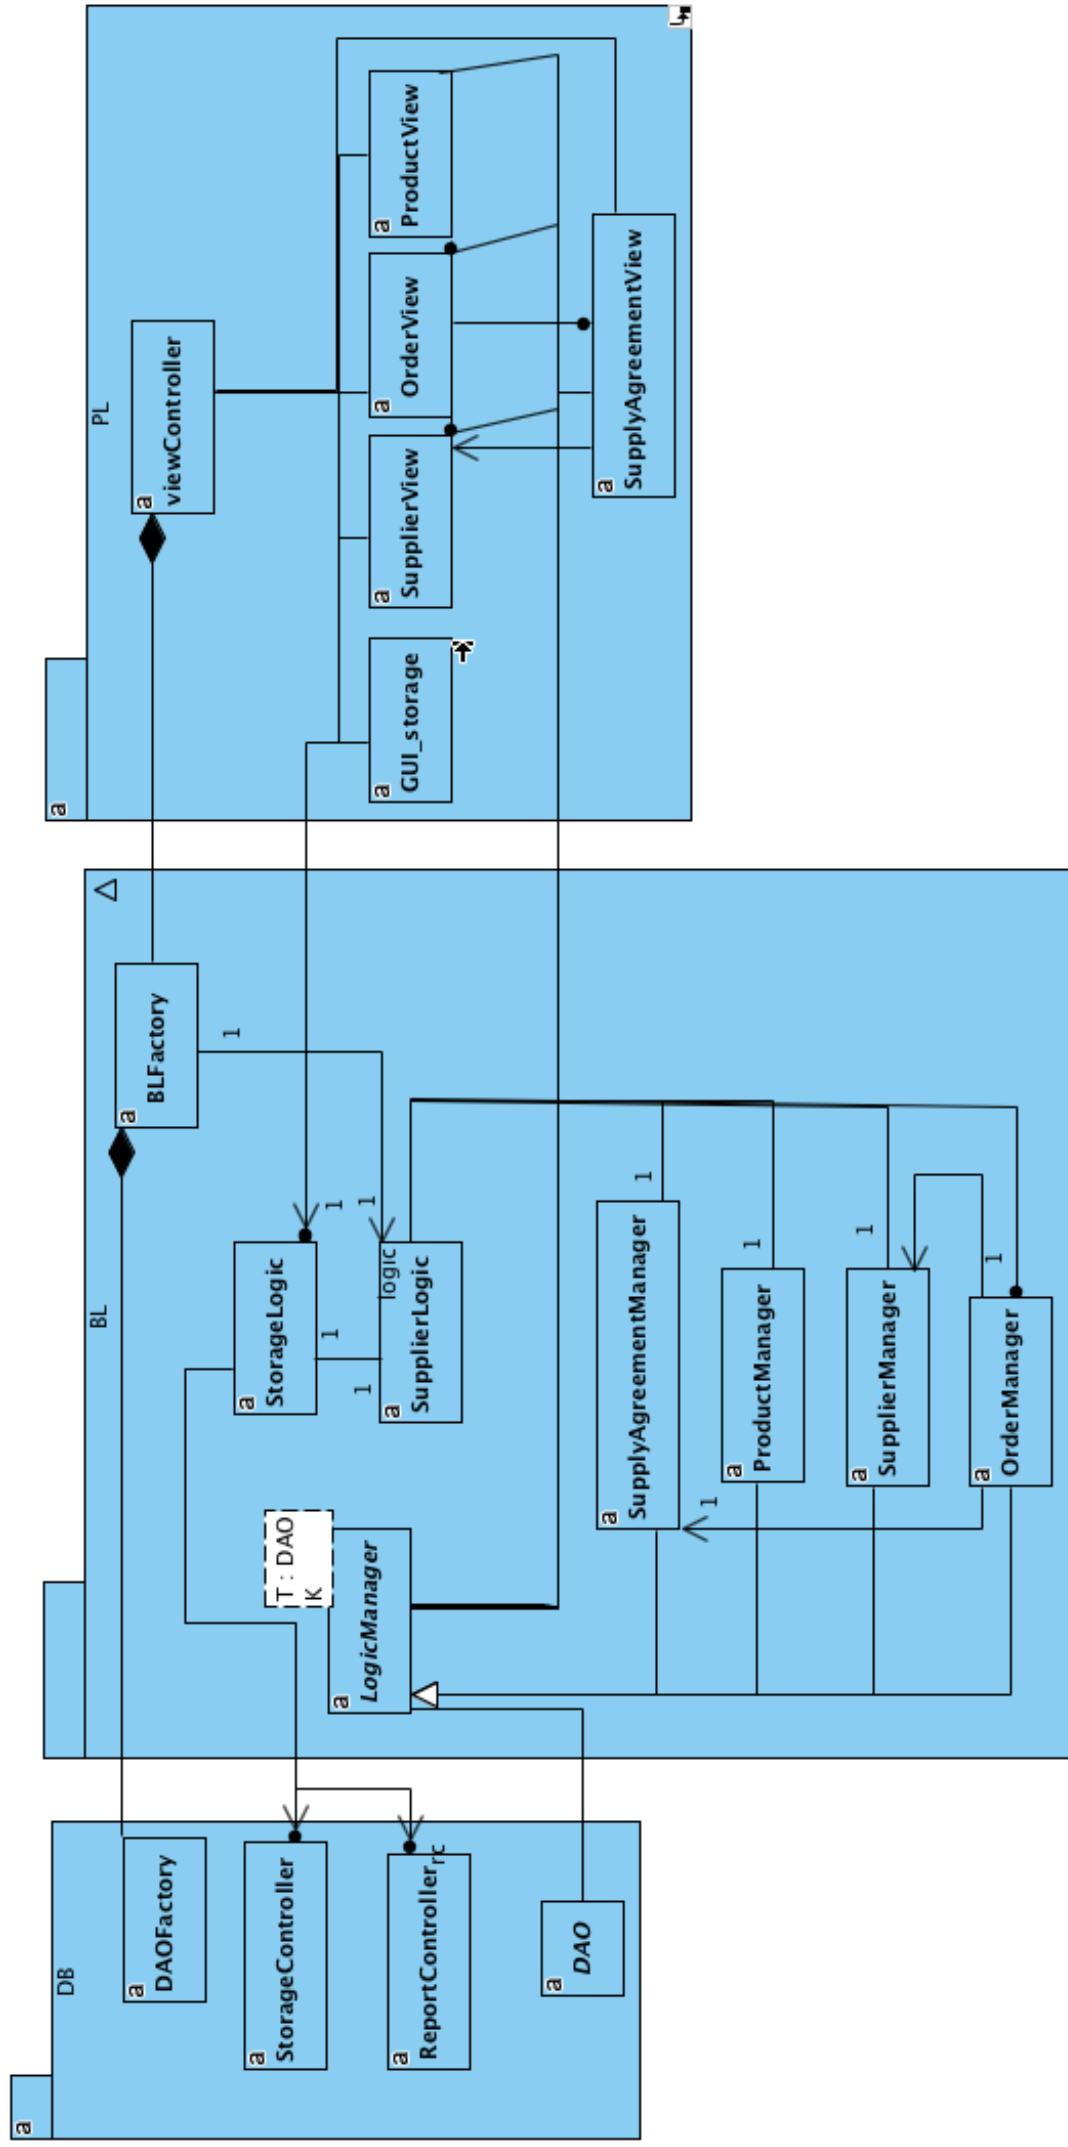 a
DB
a
DAOFactory
a
StorageController
a
ReportController
rc
a
DAO
BL
a
BLFactory
1
a
StorageLogic
1
1
1
1
logic
a
SupplierLogic
T : DAO
K
a
LogicManager
a
SupplyAgreementManager
1
1
a
ProductManager
1
a
SupplierManager
1
a
OrderManager
1
a
PL
a
viewController
a
GUI_storage
a
SupplierView
a
OrderView
a
ProductView
a
SupplyAgreementView